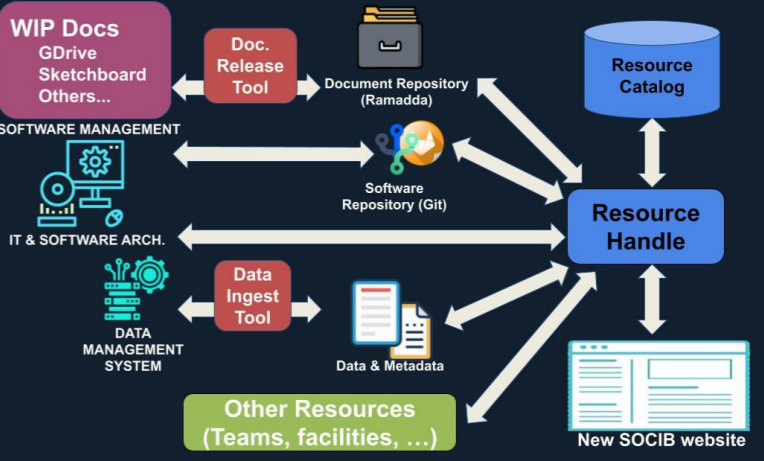 WIP Docs
GDrive
Sketchboard
Others...
Doc.
Release
Tool
Document Repository
(Ramadda)
Resource
Catalog
SOFTWARE MANAGEMENT
Software
Repository (Git)
IT & SOFTWARE ARCH.
Resource
Handle
Data
Ingest
Tool
DATA
MANAGEMENT
SYSTEM
Data & Metadata
Other Resources
(Teams, facilities, ...)
New SOCIB website